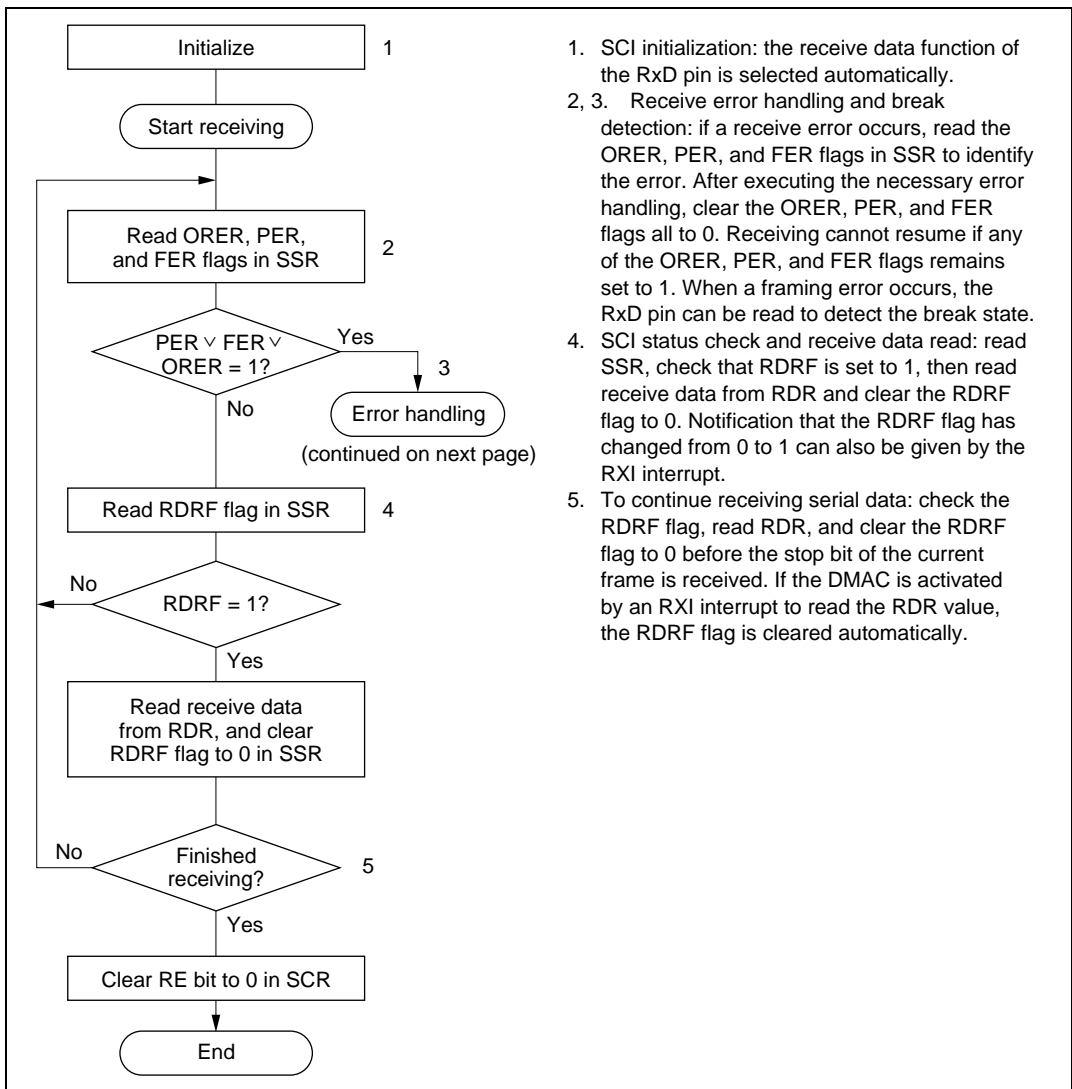 Initialize
1
Start receiving
Read ORER, PER,
and FER flags in SSR
2
PER ∨ FER ∨
ORER = 1?
Yes
3
No
Error handling
(continued on next page)
Read RDRF flag in SSR
4
No
RDRF = 1?
Yes
Read receive data
from RDR, and clear
RDRF flag to 0 in SSR
No
Finished
receiving?
5
Yes
Clear RE bit to 0 in SCR
End
1. SCI initialization: the receive data function of
the RxD pin is selected automatically.
2, 3. Receive error handling and break
detection: if a receive error occurs, read the
ORER, PER, and FER flags in SSR to identify
the error. After executing the necessary error
handling, clear the ORER, PER, and FER
flags all to 0. Receiving cannot resume if any
of the ORER, PER, and FER flags remains
set to 1. When a framing error occurs, the
RxD pin can be read to detect the break state.
4. SCI status check and receive data read: read
SSR, check that RDRF is set to 1, then read
receive data from RDR and clear the RDRF
flag to 0. Notification that the RDRF flag has
changed from 0 to 1 can also be given by the
RXI interrupt.
5. To continue receiving serial data: check the
RDRF flag, read RDR, and clear the RDRF
flag to 0 before the stop bit of the current
frame is received. If the DMAC is activated
by an RXI interrupt to read the RDR value,
the RDRF flag is cleared automatically.